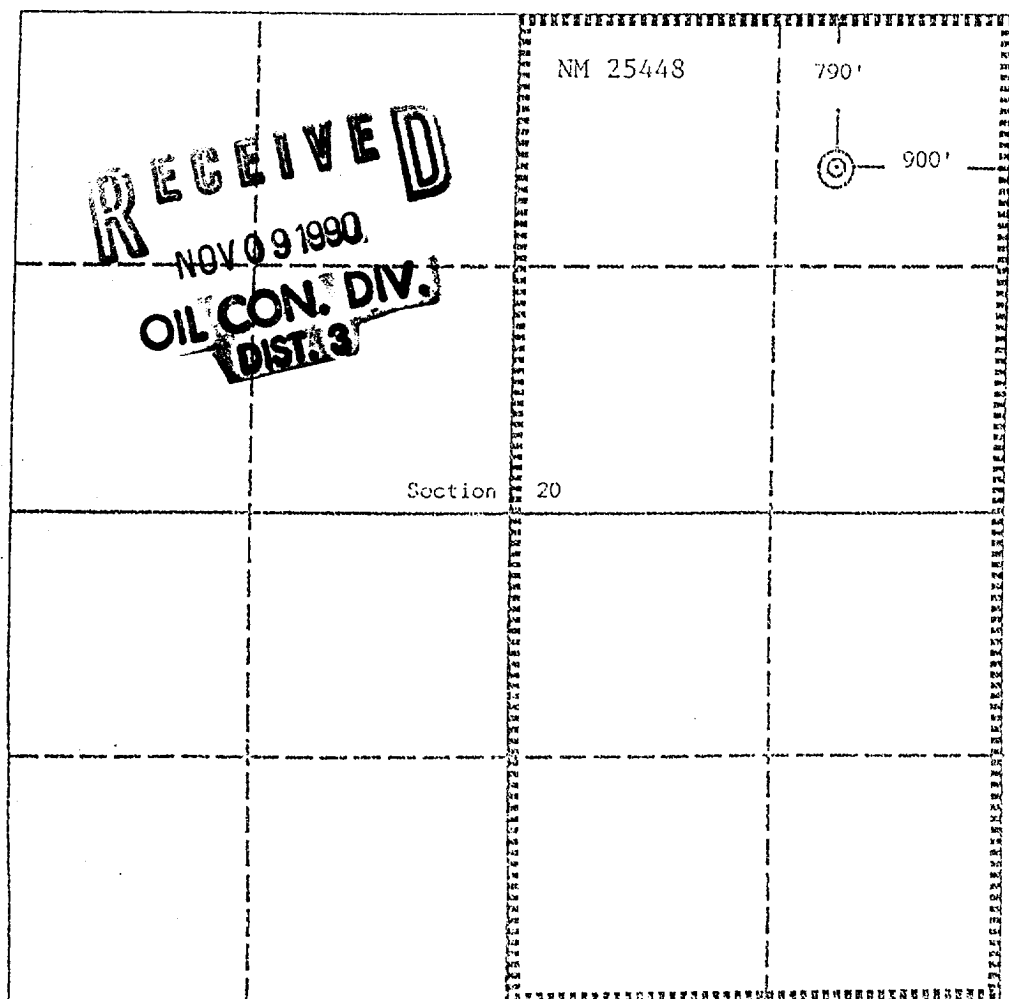 NM 25448
790'
900'
RECEIVED
NOV 09 1990
OIL CON. DIV.
DIST. 3
Section 20